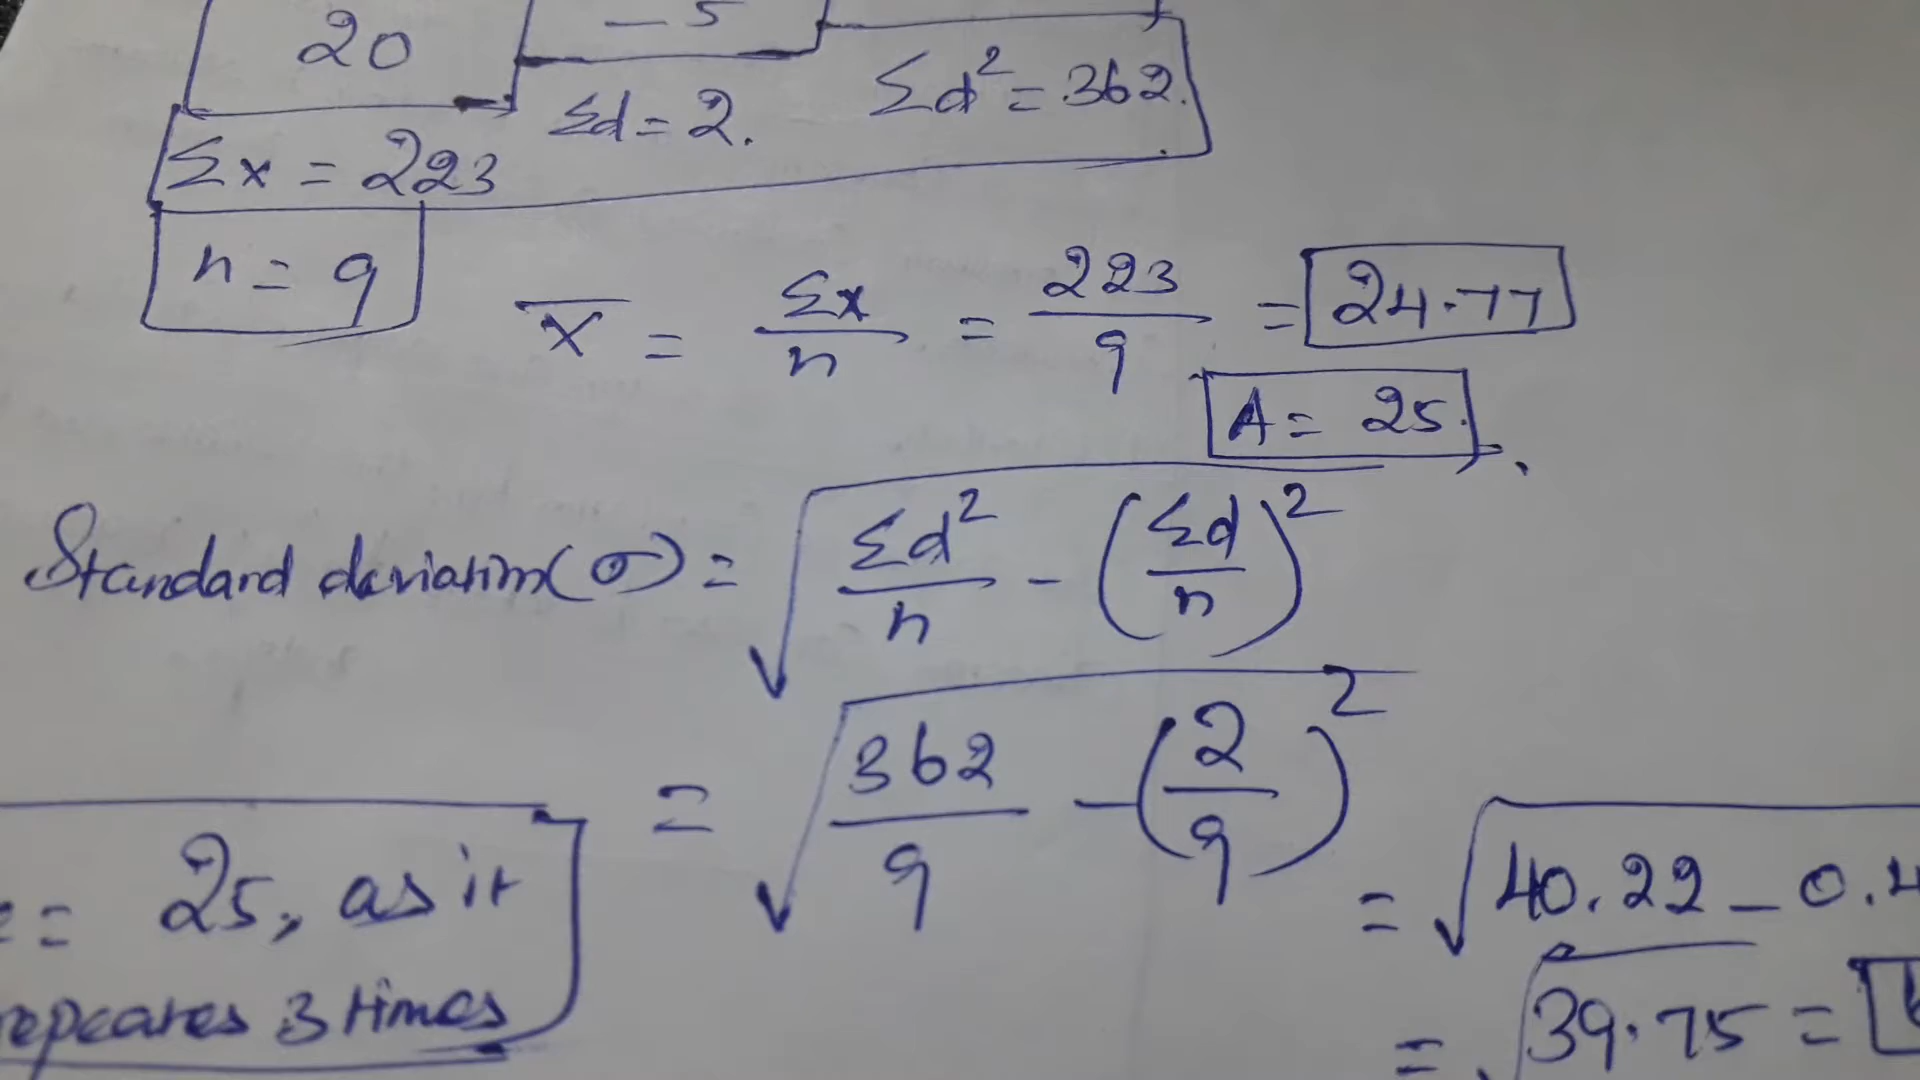 20
- 5
Σd = 2.
Σd² = 362.
Σx = 223
n = 9
x̄ = Σx/n = 223/9 = 24.77
A = 25.
Standard deviation (σ) = √(Σd²/n - (Σd/n)²)
= √(362/9 - (2/9)²)
= √40.22 - 0.4
= √39.75 =
= 25, as it
repeates 3 times